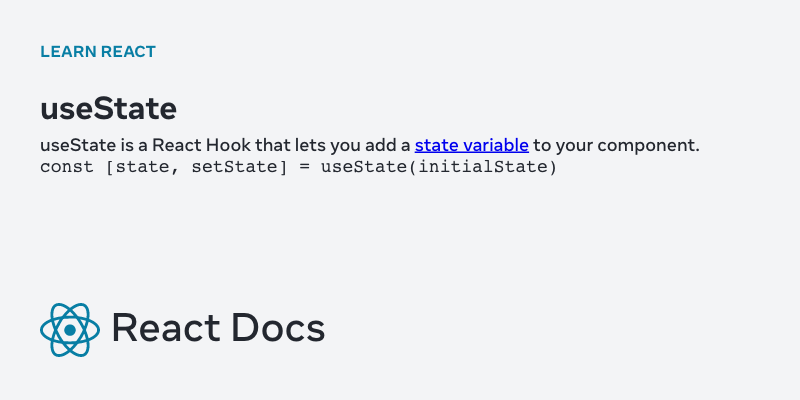 LEARN REACT
useState
useState is a React Hook that lets you add a state variable to your component.
const [state, setState] = useState(initialState)
React Docs